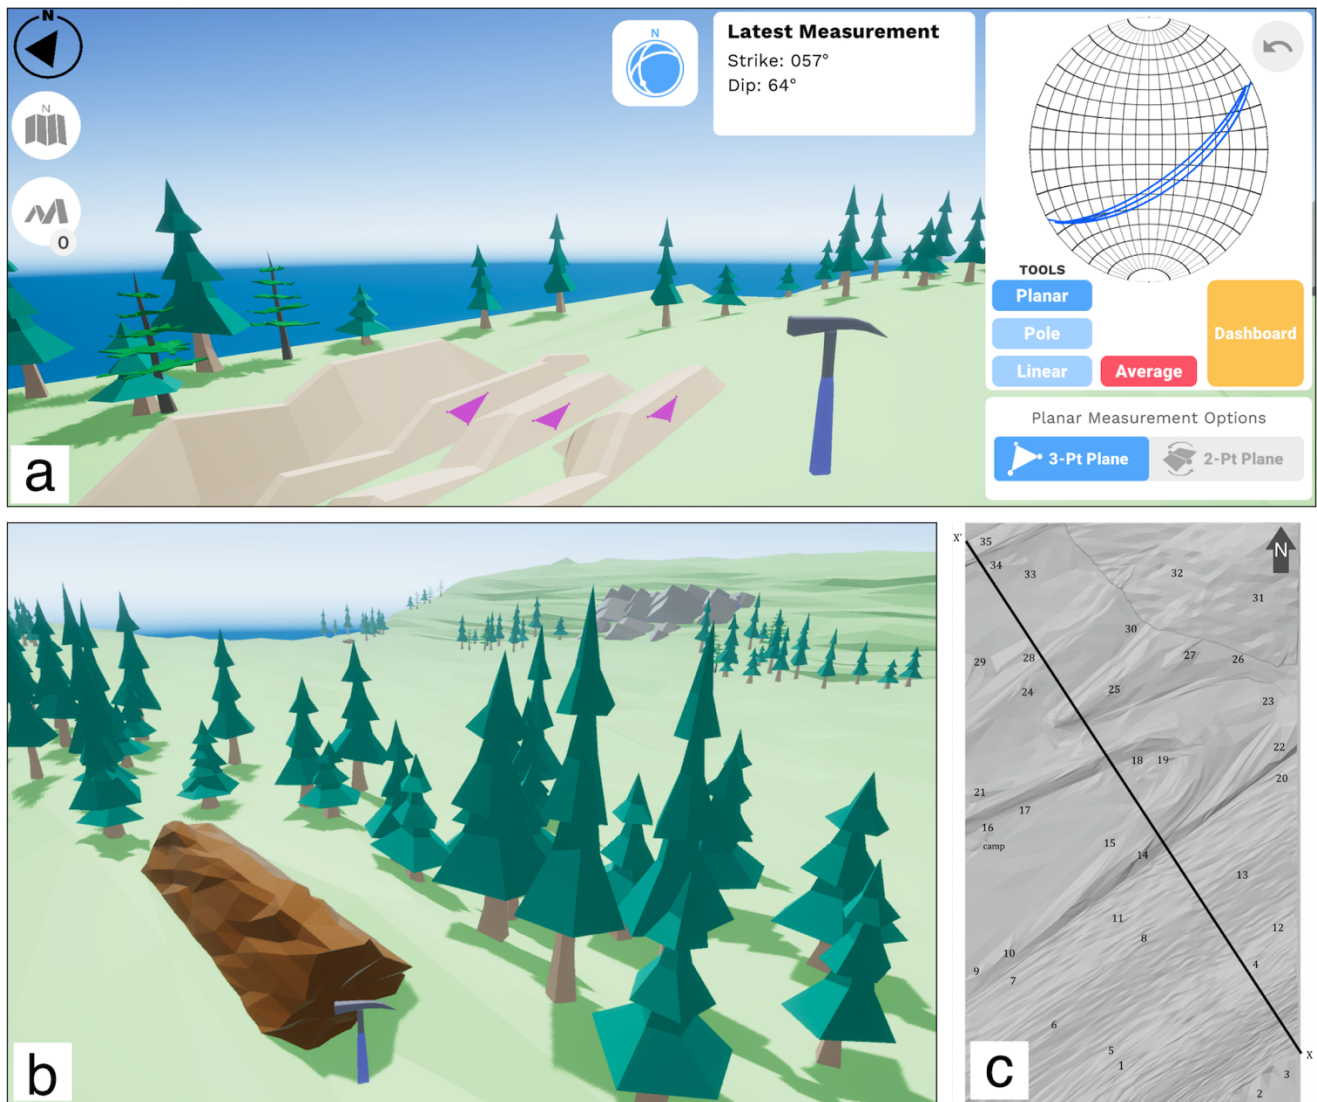 N
N
0
N
Latest Measurement
Strike: 057°
Dip: 64°
TOOLS
Planar
Pole
Linear
Average
Dashboard
Planar Measurement Options
3-Pt Plane
2-Pt Plane
a
b
X'
35
N
34
33
32
31
30
29
28
27
26
24
25
23
18
19
22
21
20
17
16
camp
15
14
13
11
12
8
10
9
7
4
6
5
1
X
3
2
c